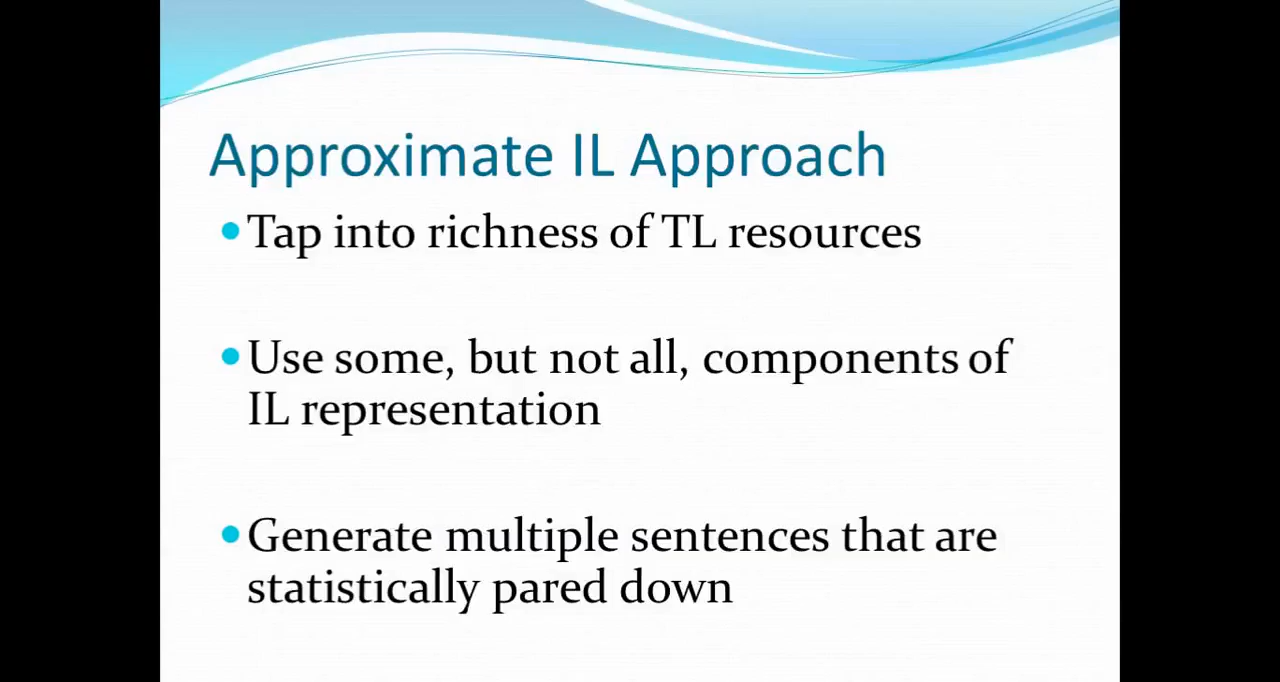 Approximate IL Approach
•Tap into richness of TL resources
•Use some, but not all, components of
IL representation
•Generate multiple sentences that are
statistically pared down